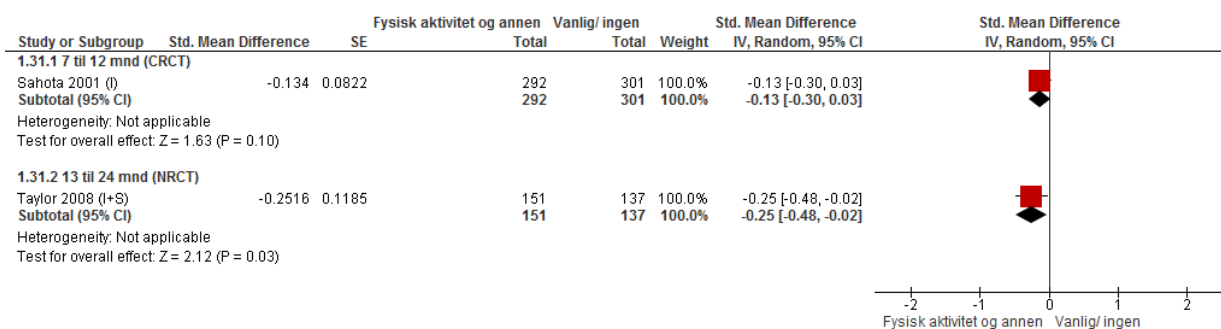 Fysisk aktivitet og annen Vanlig/ ingen Std. Mean Difference Std. Mean Difference
Study or Subgroup Std. Mean Difference SE Total Total Weight IV, Random, 95% CI IV, Random, 95% CI
1.31.1 7 til 12 mnd (CRCT)
Sahota 2001 (I) -0.134 0.0822 292 301 100.0% -0.13 [-0.30, 0.03]
Subtotal (95% CI) 292 301 100.0% -0.13 [-0.30, 0.03]
Heterogeneity: Not applicable
Test for overall effect: Z = 1.63 (P = 0.10)
1.31.2 13 til 24 mnd (NRCT)
Taylor 2008 (I+S) -0.2516 0.1185 151 137 100.0% -0.25 [-0.48, -0.02]
Subtotal (95% CI) 151 137 100.0% -0.25 [-0.48, -0.02]
Heterogeneity: Not applicable
Test for overall effect: Z = 2.12 (P = 0.03)
-2 -1 0 1 2
Fysisk aktivitet og annen Vanlig/ ingen